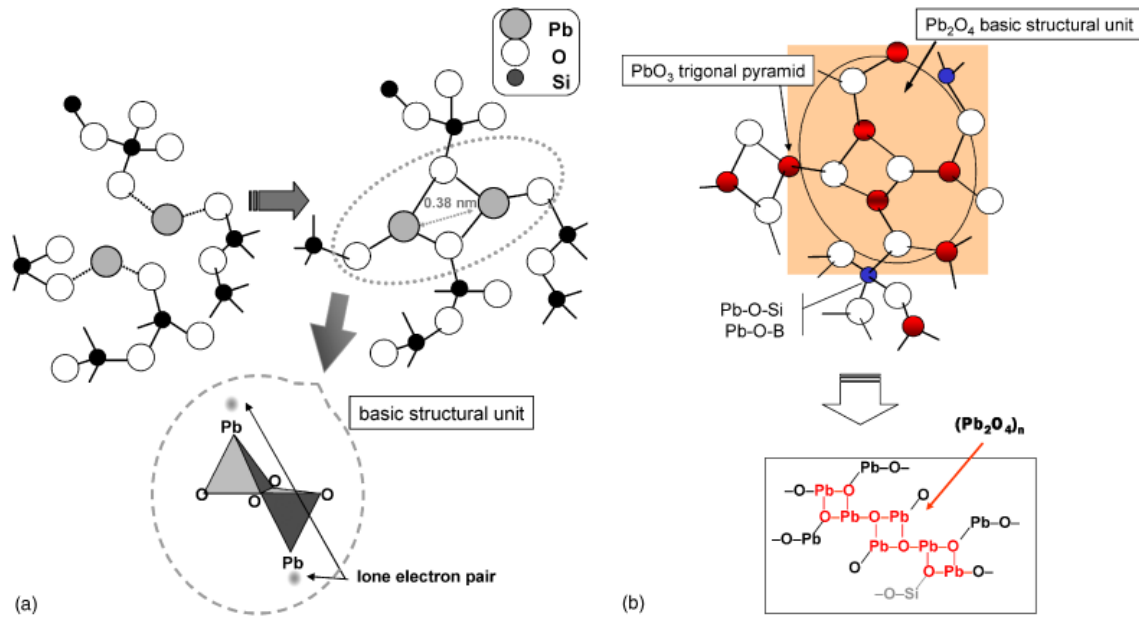 (a)
Pb
O
Si
0.38 nm
basic structural unit
Pb
O
O
O
O
Pb
lone electron pair
(b)
Pb₂O₄ basic structural unit
PbO₃ trigonal pyramid
Pb-O-Si
Pb-O-B
(Pb₂O₄)ₙ
Pb–O–
–O–Pb–O
O
O–Pb–O–Pb
Pb–O–
–O–Pb
Pb–O–Pb–O
O
O–Pb–O–
–O–Si